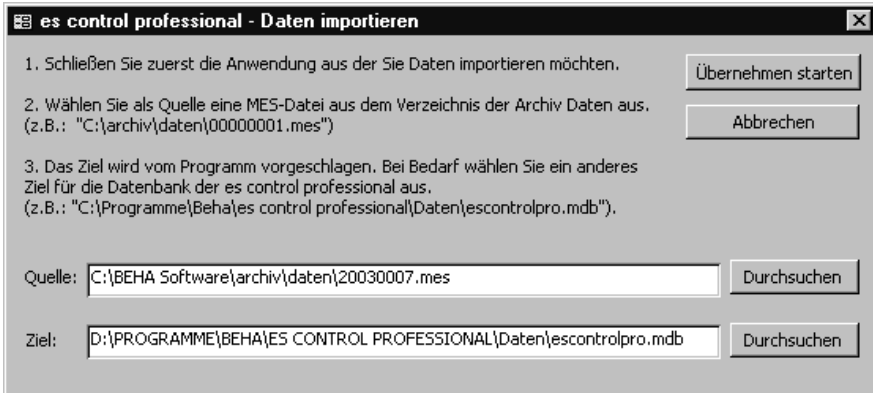 es control professional - Daten importieren
1. Schließen Sie zuerst die Anwendung aus der Sie Daten importieren möchten.
Übernehmen starten
2. Wählen Sie als Quelle eine MES-Datei aus dem Verzeichnis der Archiv Daten aus.
(z.B.: "C:\archiv\daten\00000001.mes")
Abbrechen
3. Das Ziel wird vom Programm vorgeschlagen. Bei Bedarf wählen Sie ein anderes
Ziel für die Datenbank der es control professional aus.
(z.B.: "C:\Programme\Beha\es control professional\Daten\escontrolpro.mdb").
Quelle: C:\BEHA Software\archiv\daten\20030007.mes Durchsuchen
Ziel: D:\PROGRAMME\BEHA\ES CONTROL PROFESSIONAL\Daten\escontrolpro.mdb Durchsuchen